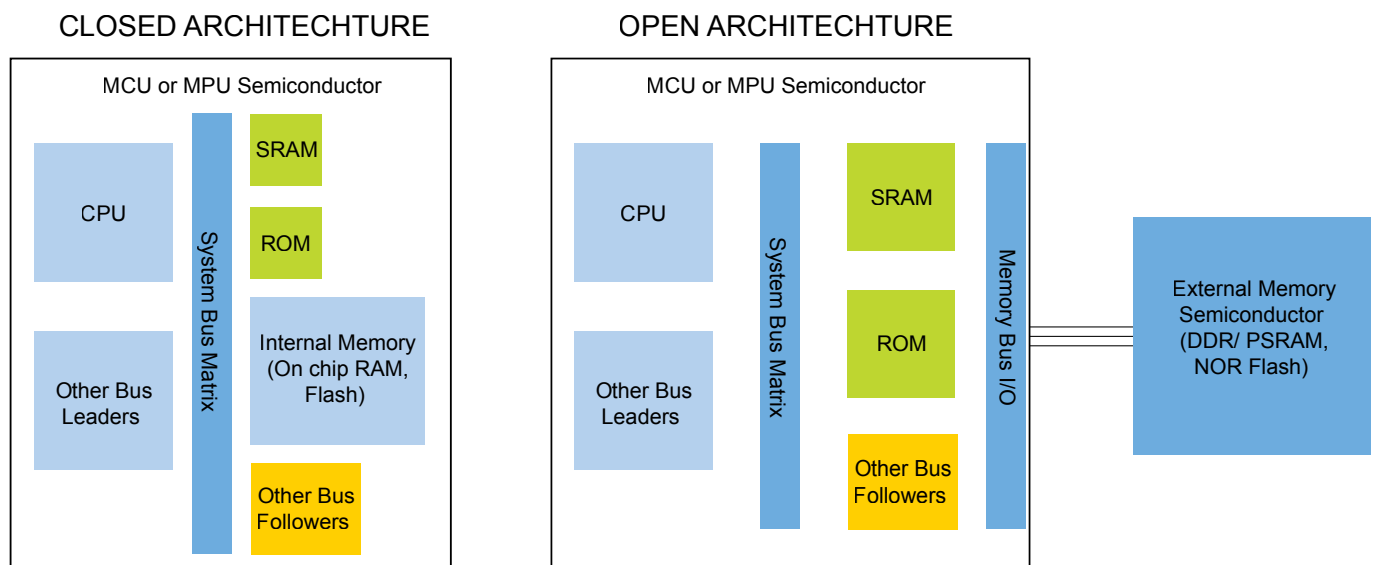 CLOSED ARCHITECHTURE
MCU or MPU Semiconductor
CPU
Other Bus
Leaders
System Bus Matrix
SRAM
ROM
Internal Memory
(On chip RAM,
Flash)
Other Bus
Followers
OPEN ARCHITECHTURE
MCU or MPU Semiconductor
CPU
Other Bus
Leaders
System Bus Matrix
SRAM
ROM
Other Bus
Followers
Memory Bus I/O
External Memory
Semiconductor
(DDR/ PSRAM,
NOR Flash)